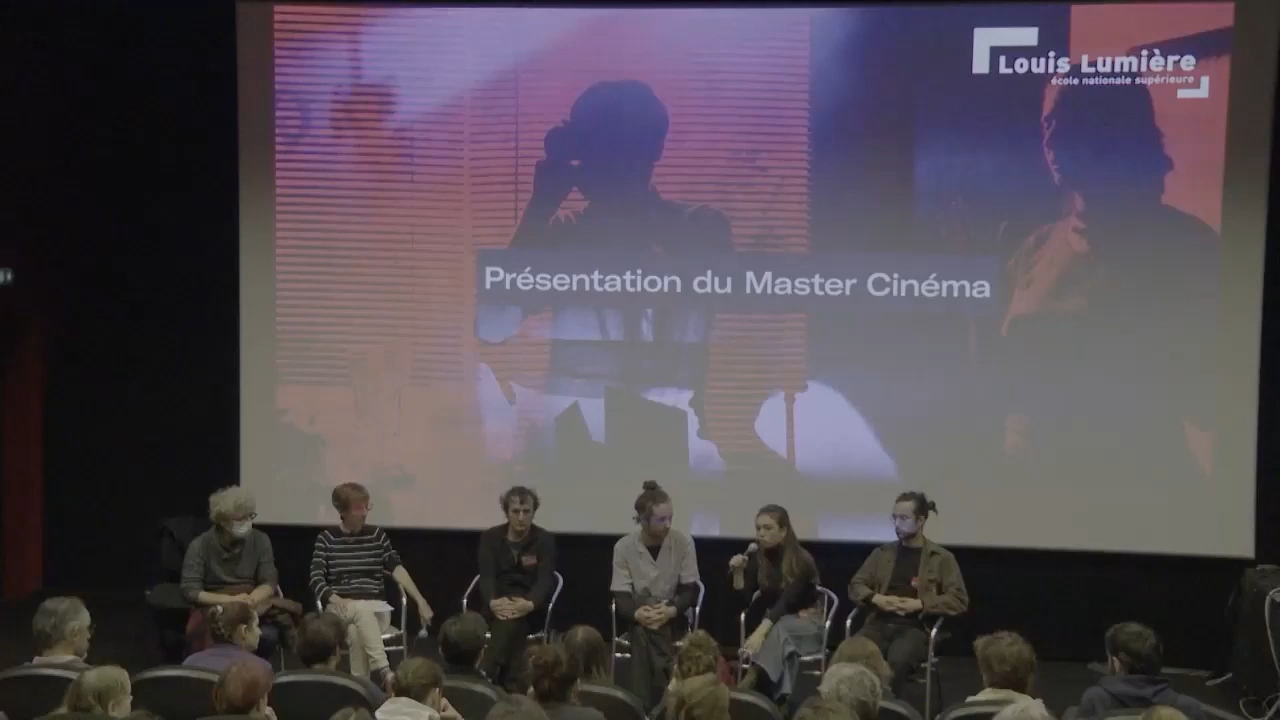 Louis Lumière
école nationale supérieure
Présentation du Master Cinéma